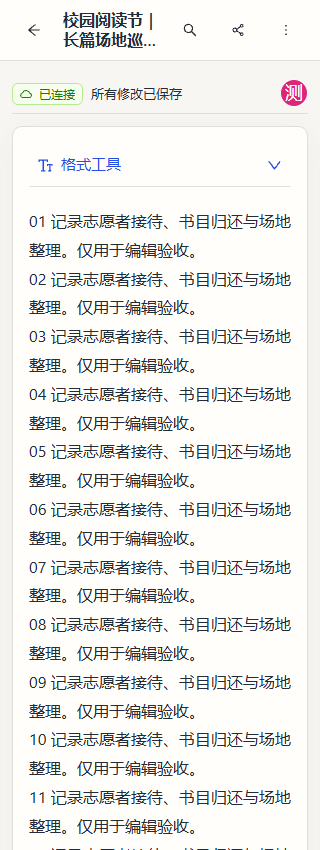 校园阅读节｜
长篇场地巡...
已连接 所有修改已保存
测
格式工具
01 记录志愿者接待、书目归还与场地
整理。仅用于编辑验收。
02 记录志愿者接待、书目归还与场地
整理。仅用于编辑验收。
03 记录志愿者接待、书目归还与场地
整理。仅用于编辑验收。
04 记录志愿者接待、书目归还与场地
整理。仅用于编辑验收。
05 记录志愿者接待、书目归还与场地
整理。仅用于编辑验收。
06 记录志愿者接待、书目归还与场地
整理。仅用于编辑验收。
07 记录志愿者接待、书目归还与场地
整理。仅用于编辑验收。
08 记录志愿者接待、书目归还与场地
整理。仅用于编辑验收。
09 记录志愿者接待、书目归还与场地
整理。仅用于编辑验收。
10 记录志愿者接待、书目归还与场地
整理。仅用于编辑验收。
11 记录志愿者接待、书目归还与场地
整理。仅用于编辑验收。